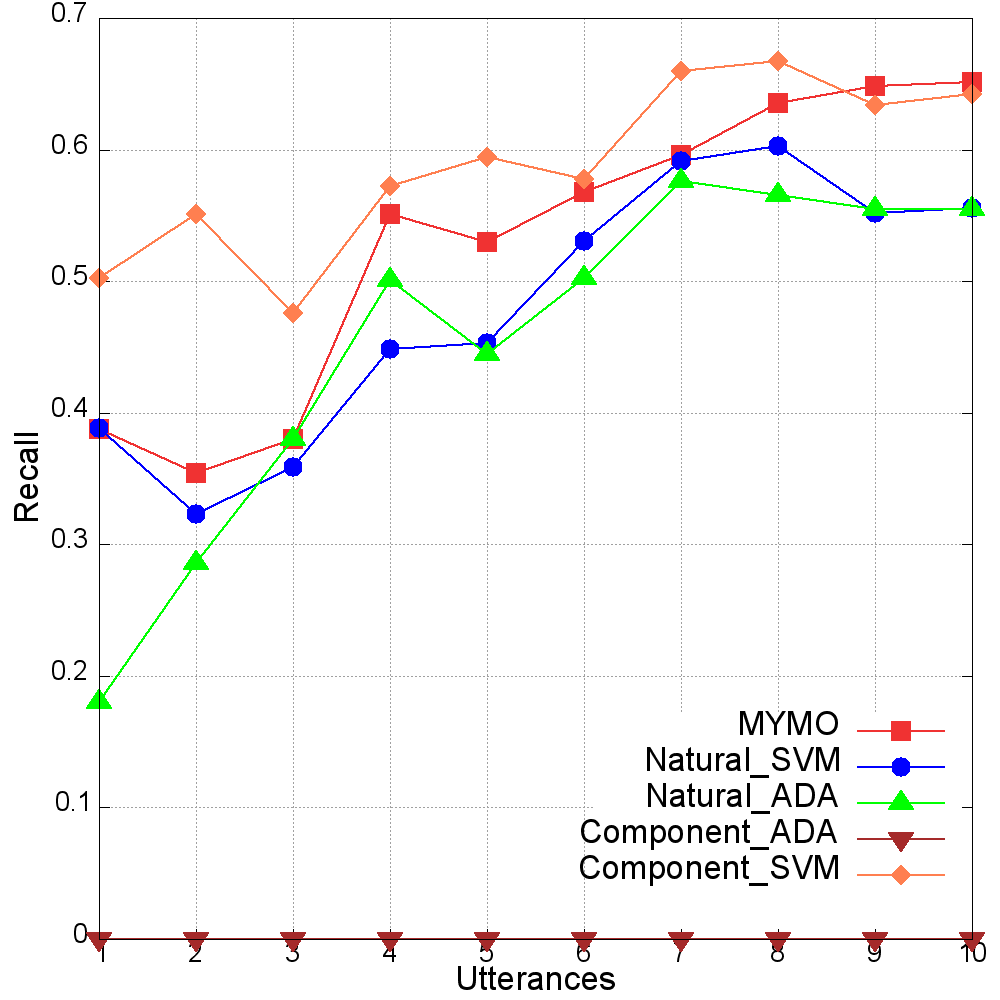 0.7
0.6
0.5
0.4
0.3
0.2
0.1
0
Recall
MYMO
Natural_SVM
Natural_ADA
Component_ADA
Component_SVM
1 2 3 4 5 6 7 8 9 10
Utterances